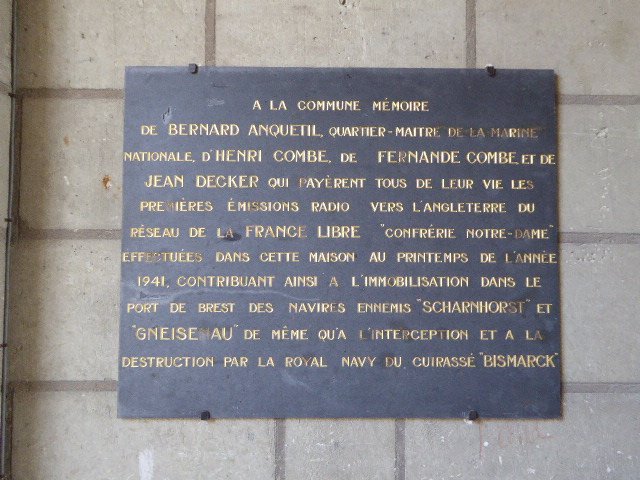 A LA COMMUNE MÉMOIRE
DE BERNARD ANQUETIL, QUARTIER-MAITRE DE LA MARINE
NATIONALE, D'HENRI COMBE, DE FERNANDE COMBE, ET DE
JEAN DECKER QUI PAYÈRENT TOUS DE LEUR VIE LES
PREMIÈRES ÉMISSIONS RADIO VERS L'ANGLETERRE DU
RÉSEAU DE LA FRANCE LIBRE "CONFRÉRIE NOTRE-DAME"
EFFECTUÉES DANS CETTE MAISON AU PRINTEMPS DE L'ANNÉE
1941, CONTRIBUANT AINSI A L'IMMOBILISATION DANS LE
PORT DE BREST DES NAVIRES ENNEMIS "SCHARNHORST" ET
"GNEISENAU" DE MÊME QU'A L'INTERCEPTION ET A LA
DESTRUCTION PAR LA ROYAL NAVY DU CUIRASSÉ "BISMARCK"